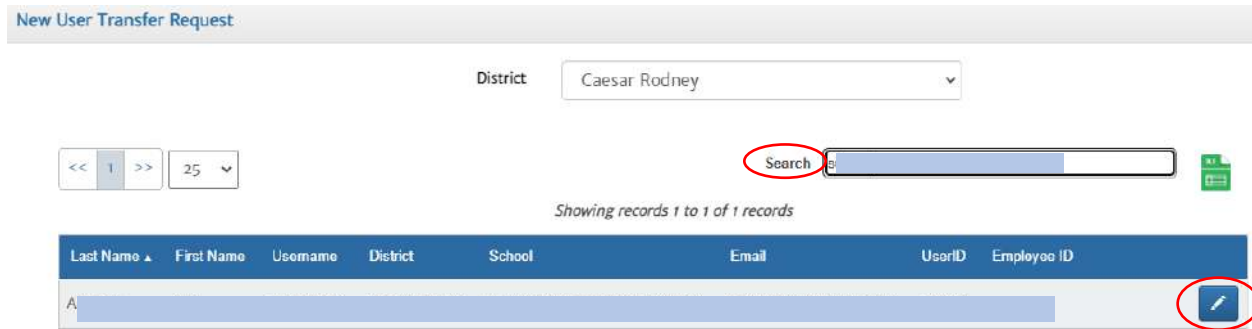 New User Transfer Request
District Caesar Rodney
<< 1 >> 25 Search s
Showing records 1 to 1 of 1 records
Last Name ▴ First Name Username District School Email UserID Employee ID
A